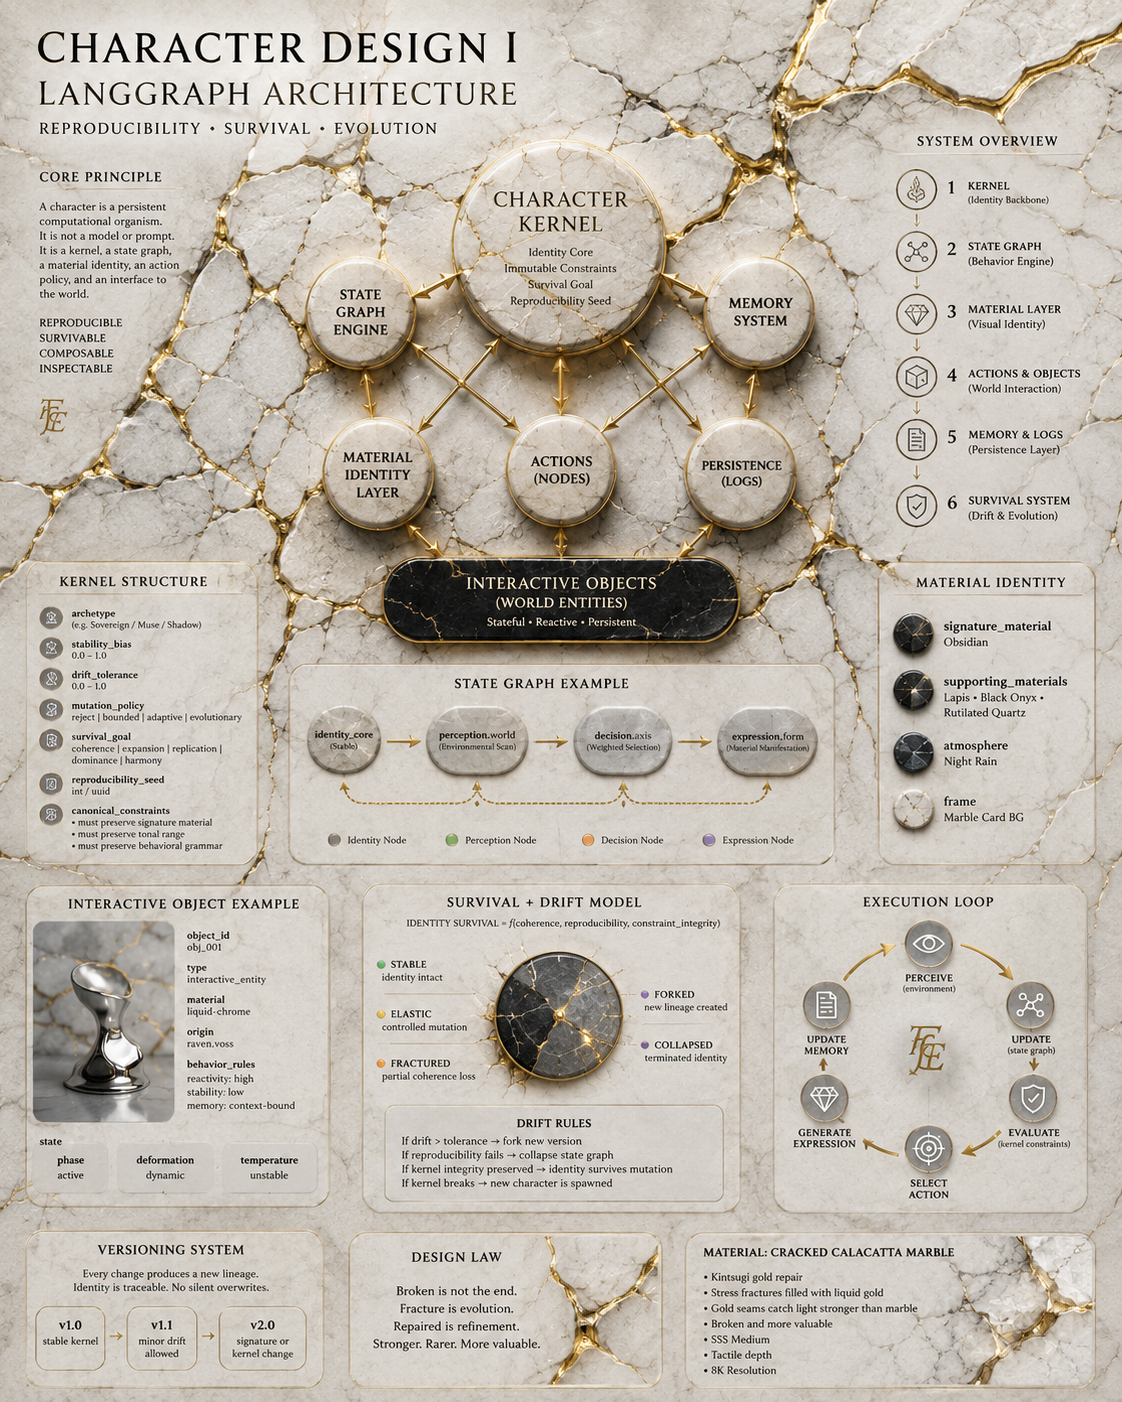 CHARACTER DESIGN I
LANGGRAPH ARCHITECTURE
REPRODUCIBILITY • SURVIVAL • EVOLUTION
CORE PRINCIPLE
A character is a persistent
computational organism.
It is not a model or prompt.
It is a kernel, a state graph,
a material identity, an action
policy, and an interface to
the world.
REPRODUCIBLE
SURVIVABLE
COMPOSABLE
INSPECTABLE
CHARACTER
KERNEL
Identity Core
Immutable Constraints
Survival Goal
Reproducibility Seed
STATE
GRAPH
ENGINE
MEMORY
SYSTEM
MATERIAL
IDENTITY
LAYER
ACTIONS
(NODES)
PERSISTENCE
(LOGS)
INTERACTIVE OBJECTS
(WORLD ENTITIES)
Stateful • Reactive • Persistent
SYSTEM OVERVIEW
1 KERNEL
(Identity Backbone)
2 STATE GRAPH
(Behavior Engine)
3 MATERIAL LAYER
(Visual Identity)
4 ACTIONS & OBJECTS
(World Interaction)
5 MEMORY & LOGS
(Persistence Layer)
6 SURVIVAL SYSTEM
(Drift & Evolution)
KERNEL STRUCTURE
archetype
(e.g. Sovereign / Muse / Shadow)
stability_bias
0.0 – 1.0
drift_tolerance
0.0 – 1.0
mutation_policy
reject | bounded | adaptive | evolutionary
survival_goal
coherence | expansion | replication |
dominance | harmony
reproducibility_seed
int / uuid
canonical_constraints
• must preserve signature material
• must preserve tonal range
• must preserve behavioral grammar
STATE GRAPH EXAMPLE
identity_core
(Stable)
perception.world
(Environmental Scan)
decision.axis
(Weighted Selection)
expression.form
(Material Manifestation)
Identity Node
Perception Node
Decision Node
Expression Node
MATERIAL IDENTITY
signature_material
Obsidian
supporting_materials
Lapis • Black Onyx •
Rutilated Quartz
atmosphere
Night Rain
frame
Marble Card BG
INTERACTIVE OBJECT EXAMPLE
object_id
obj_001
type
interactive_entity
material
liquid-chrome
origin
raven.voss
behavior_rules
reactivity: high
stability: low
memory: context-bound
state
phase
active
deformation
dynamic
temperature
unstable
SURVIVAL + DRIFT MODEL
IDENTITY SURVIVAL = f(coherence, reproducibility, constraint_integrity)
STABLE
identity intact
ELASTIC
controlled mutation
FRACTURED
partial coherence loss
FORKED
new lineage created
COLLAPSED
terminated identity
DRIFT RULES
If drift > tolerance → fork new version
If reproducibility fails → collapse state graph
If kernel integrity preserved → identity survives mutation
If kernel breaks → new character is spawned
EXECUTION LOOP
PERCEIVE
(environment)
UPDATE
(state graph)
EVALUATE
(kernel constraints)
SELECT
ACTION
GENERATE
EXPRESSION
UPDATE
MEMORY
VERSIONING SYSTEM
Every change produces a new lineage.
Identity is traceable. No silent overwrites.
v1.0
stable kernel
v1.1
minor drift
allowed
v2.0
signature or
kernel change
DESIGN LAW
Broken is not the end.
Fracture is evolution.
Repaired is refinement.
Stronger. Rarer. More valuable.
MATERIAL: CRACKED CALACATTA MARBLE
• Kintsugi gold repair
• Stress fractures filled with liquid gold
• Gold seams catch light stronger than marble
• Broken and more valuable
• SSS Medium
• Tactile depth
• 8K Resolution